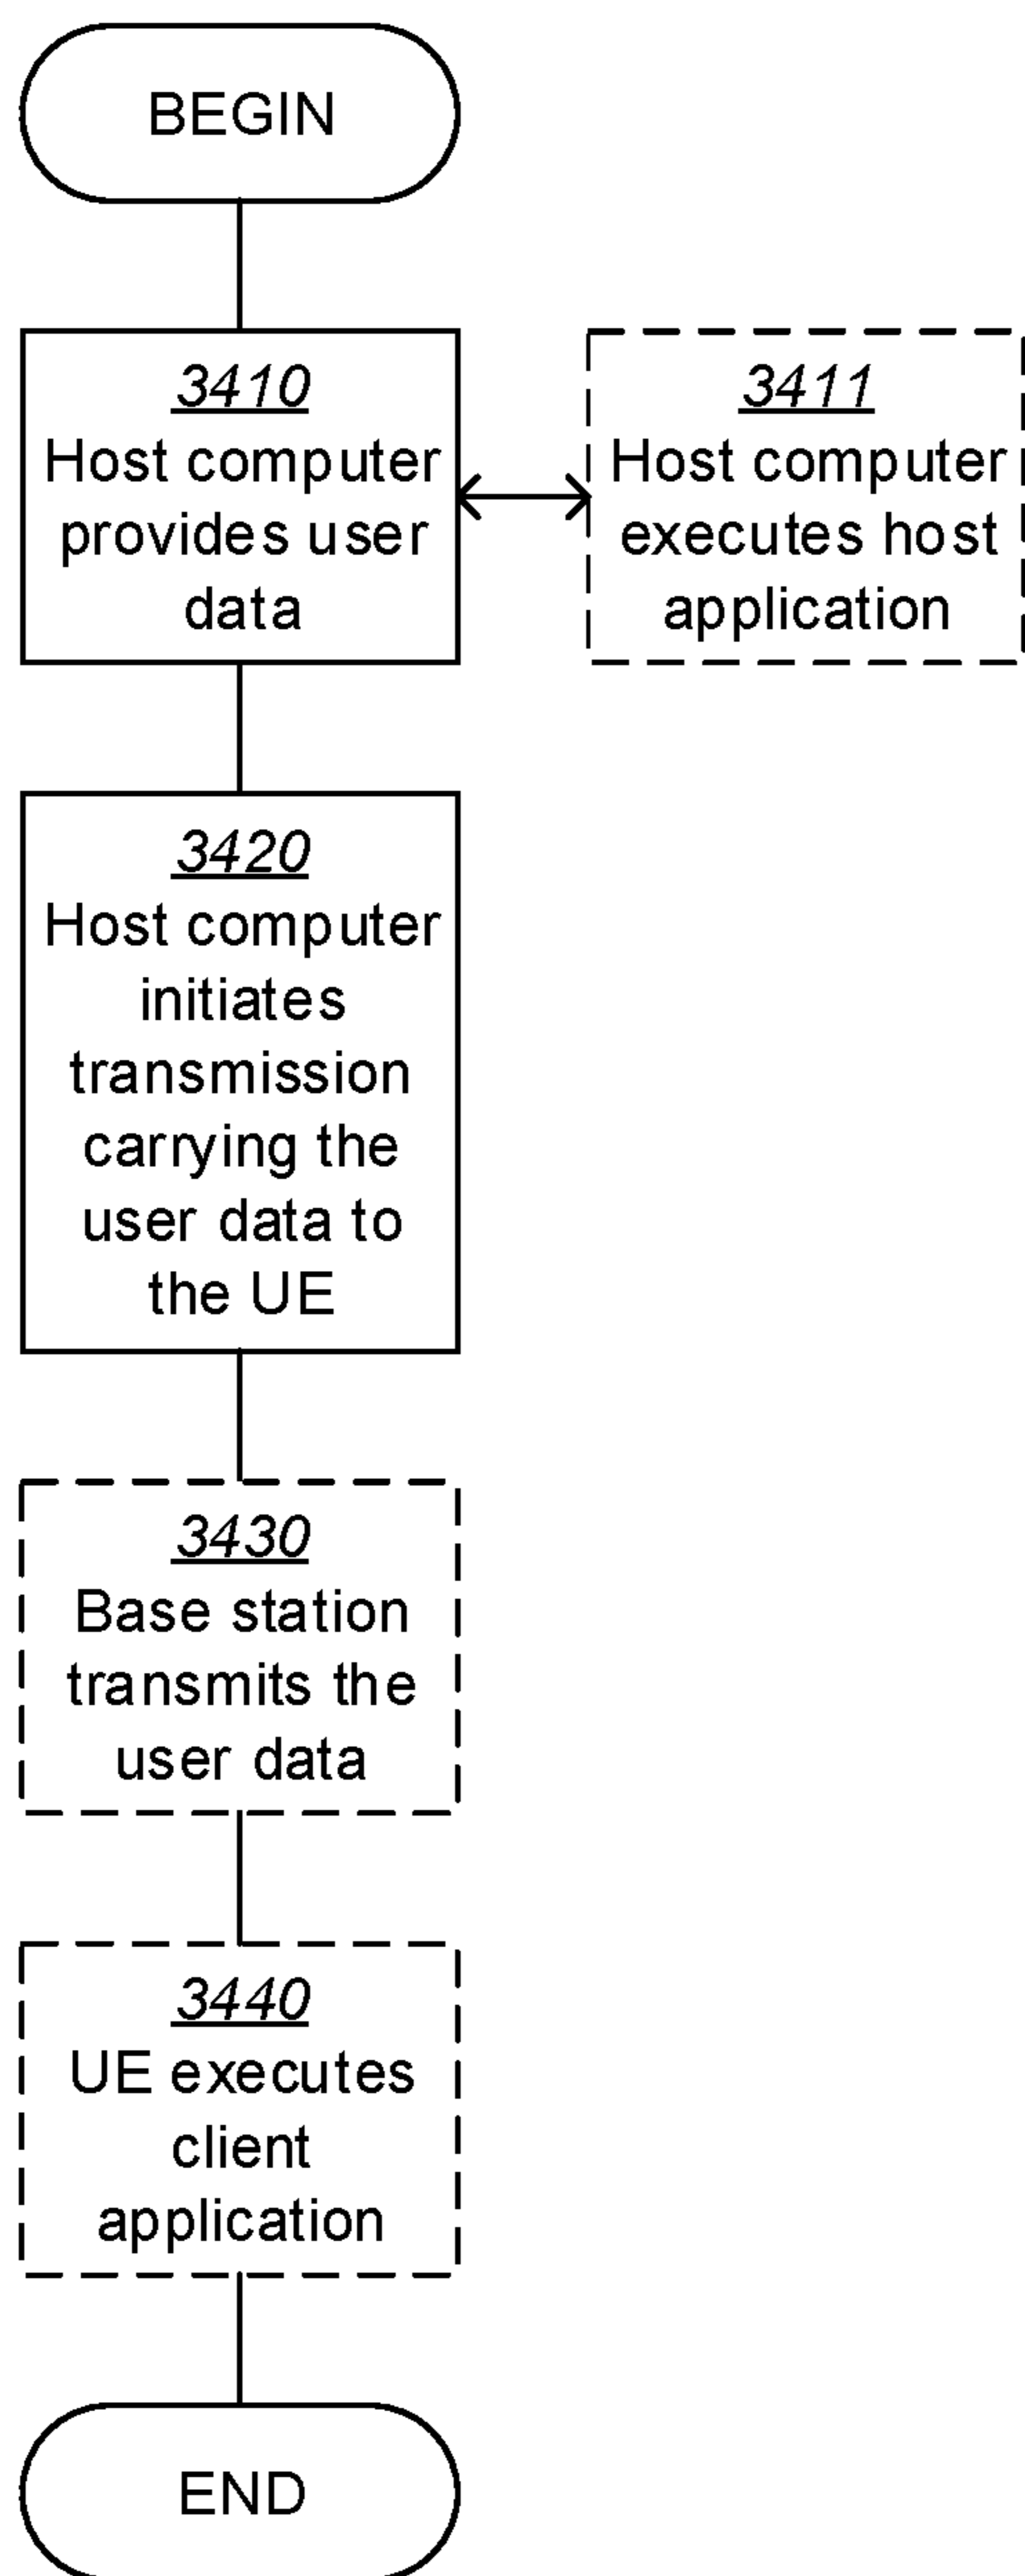 BEGIN
3410
Host computer
provides user
data
3411
Host computer
executes host
application
3420
Host computer
initiates
transmission
carrying the
user data to
the UE
3430
Base station
transmits the
user data
3440
UE executes
client
application
END